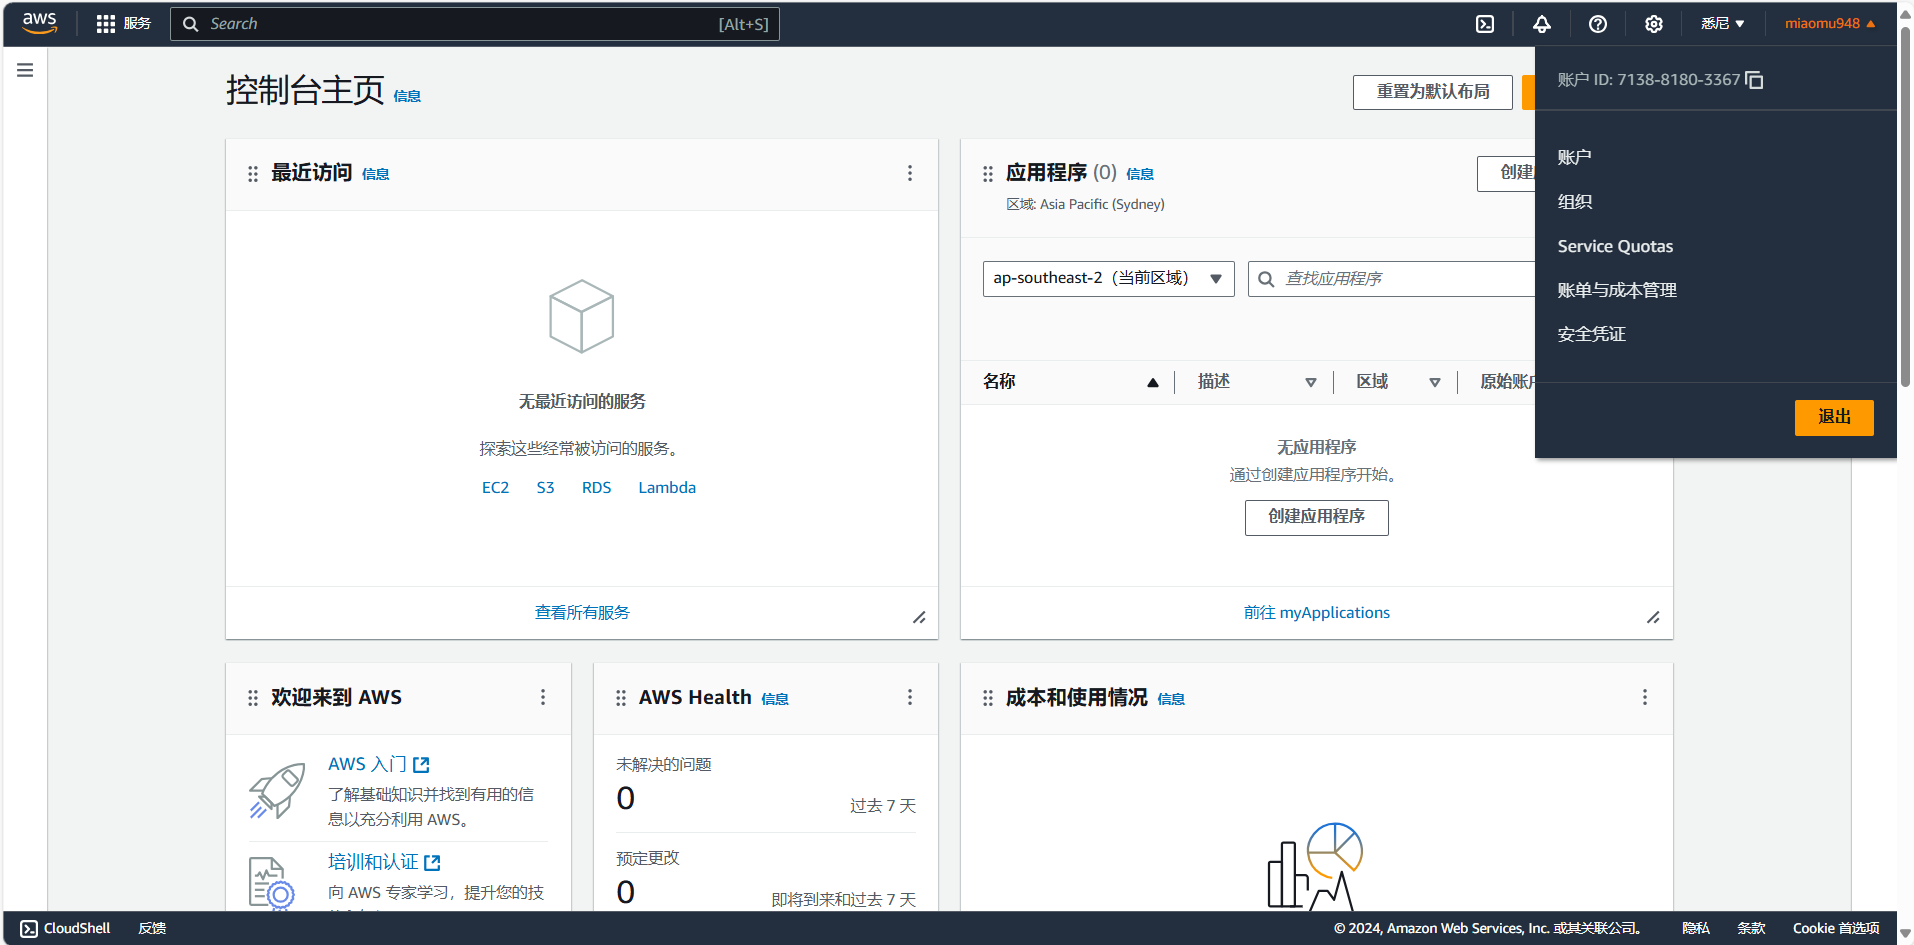 aws
服务
Search
[Alt+S]
悉尼
miaomu948
账户 ID: 7138-8180-3367
账户
组织
Service Quotas
账单与成本管理
安全凭证
退出
控制台主页 信息
重置为默认布局
最近访问 信息
无最近访问的服务
探索这些经常被访问的服务。
EC2 S3 RDS Lambda
查看所有服务
应用程序 (0) 信息
区域: Asia Pacific (Sydney)
创建
ap-southeast-2（当前区域）
查找应用程序
名称 描述 区域 原始账户
无应用程序
通过创建应用程序开始。
创建应用程序
前往 myApplications
欢迎来到 AWS
AWS 入门
了解基础知识并找到有用的信
息以充分利用 AWS。
培训和认证
向 AWS 专家学习，提升您的技
AWS Health 信息
未解决的问题
0
过去 7 天
预定更改
0
即将到来和过去 7 天
成本和使用情况 信息
CloudShell 反馈
© 2024, Amazon Web Services, Inc. 或其关联公司。
隐私 条款 Cookie 首选项